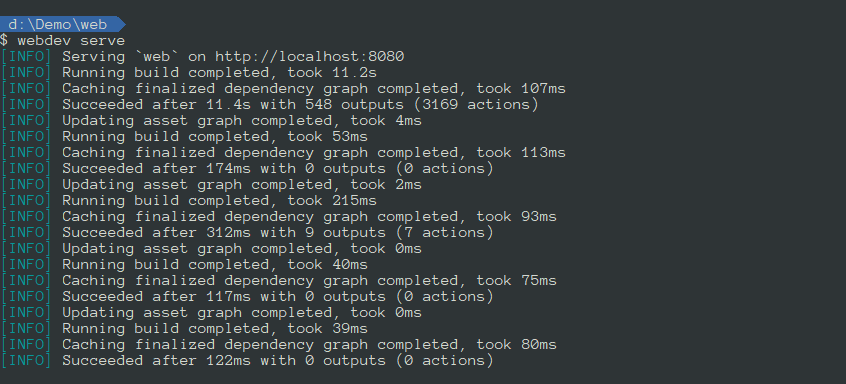 d:\Demo\web
$ webdev serve
[INFO] Serving `web` on http://localhost:8080
[INFO] Running build completed, took 11.2s
[INFO] Caching finalized dependency graph completed, took 107ms
[INFO] Succeeded after 11.4s with 548 outputs (3169 actions)
[INFO] Updating asset graph completed, took 4ms
[INFO] Running build completed, took 53ms
[INFO] Caching finalized dependency graph completed, took 113ms
[INFO] Succeeded after 174ms with 0 outputs (0 actions)
[INFO] Updating asset graph completed, took 2ms
[INFO] Running build completed, took 215ms
[INFO] Caching finalized dependency graph completed, took 93ms
[INFO] Succeeded after 312ms with 9 outputs (7 actions)
[INFO] Updating asset graph completed, took 0ms
[INFO] Running build completed, took 40ms
[INFO] Caching finalized dependency graph completed, took 75ms
[INFO] Succeeded after 117ms with 0 outputs (0 actions)
[INFO] Updating asset graph completed, took 0ms
[INFO] Running build completed, took 39ms
[INFO] Caching finalized dependency graph completed, took 80ms
[INFO] Succeeded after 122ms with 0 outputs (0 actions)